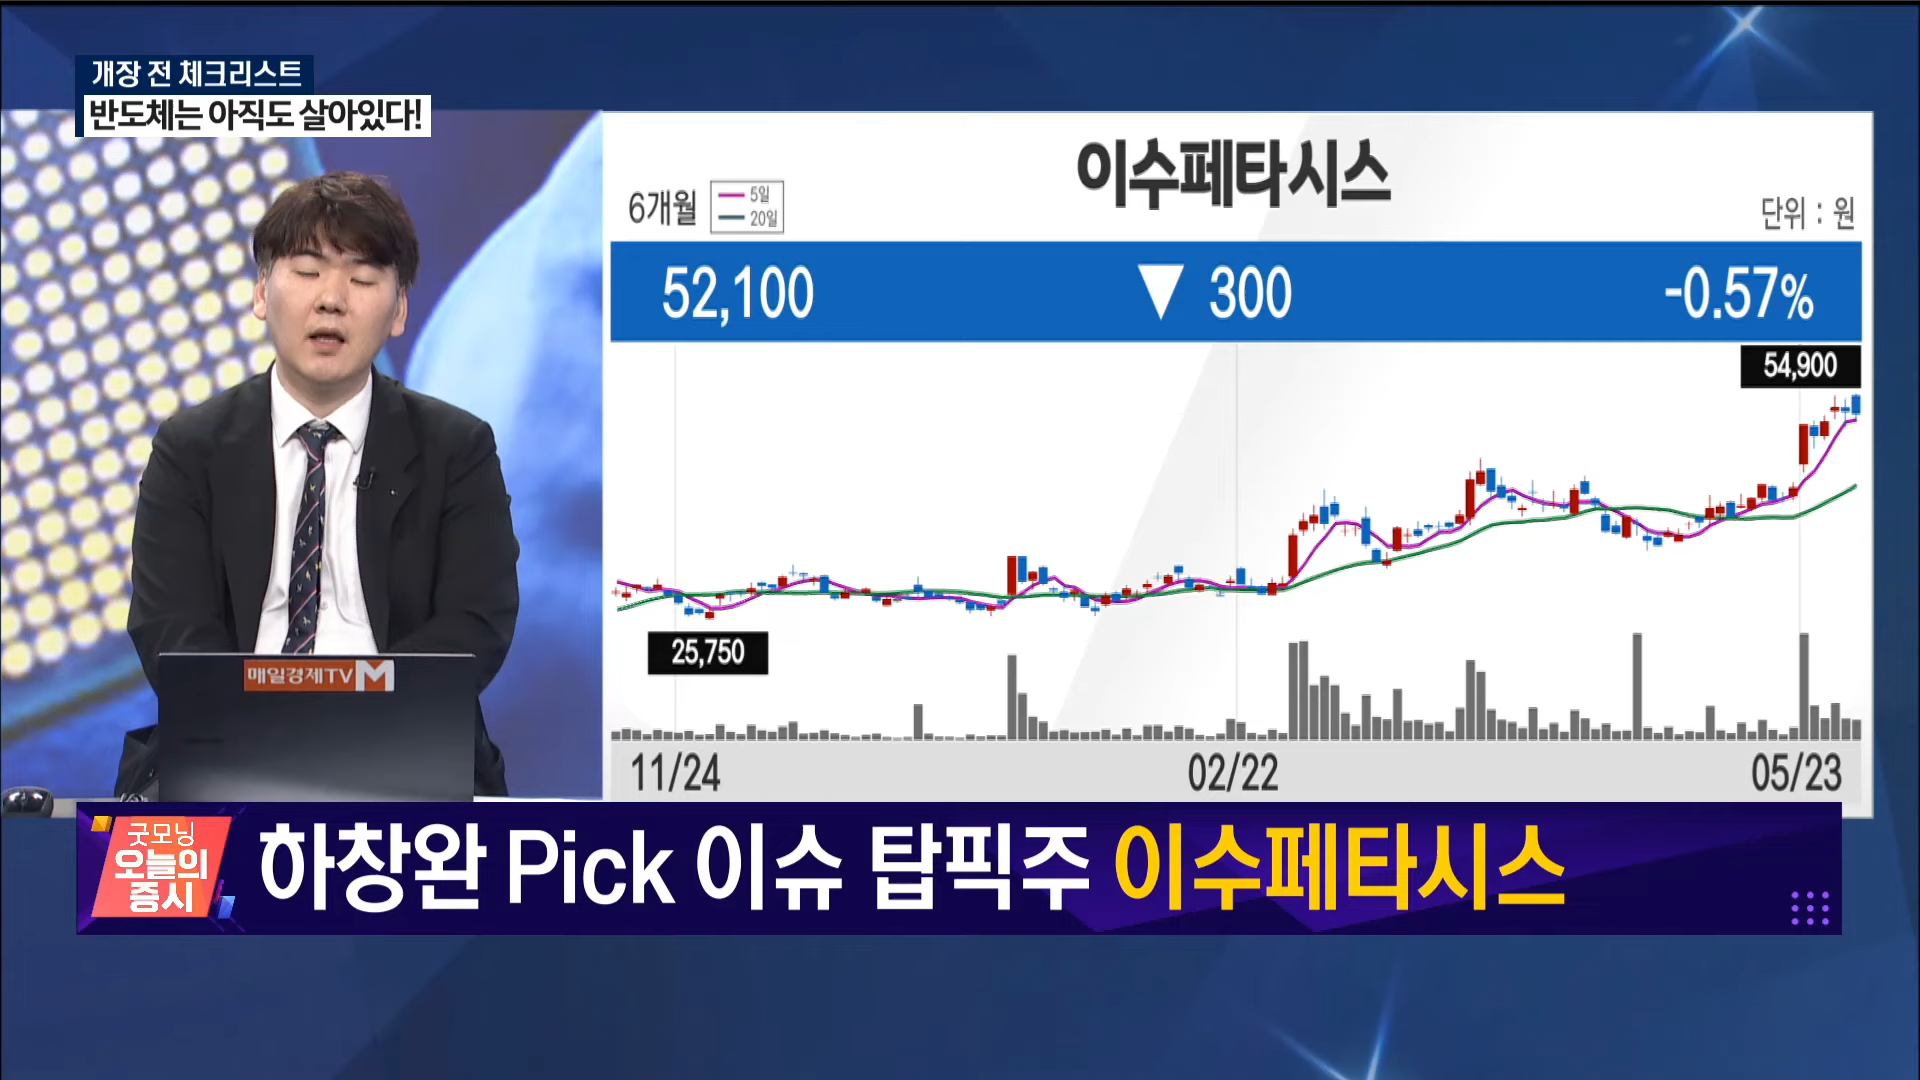 개장 전 체크리스트
반도체는 아직도 살아있다!
이수페타시스
6개월
5일
20일
단위 : 원
52,100 ▼ 300 -0.57%
54,900
25,750
11/24 02/22 05/23
매일경제TV M
굿모닝
오늘의
증시
하창완 Pick 이슈 탑픽주 이수페타시스